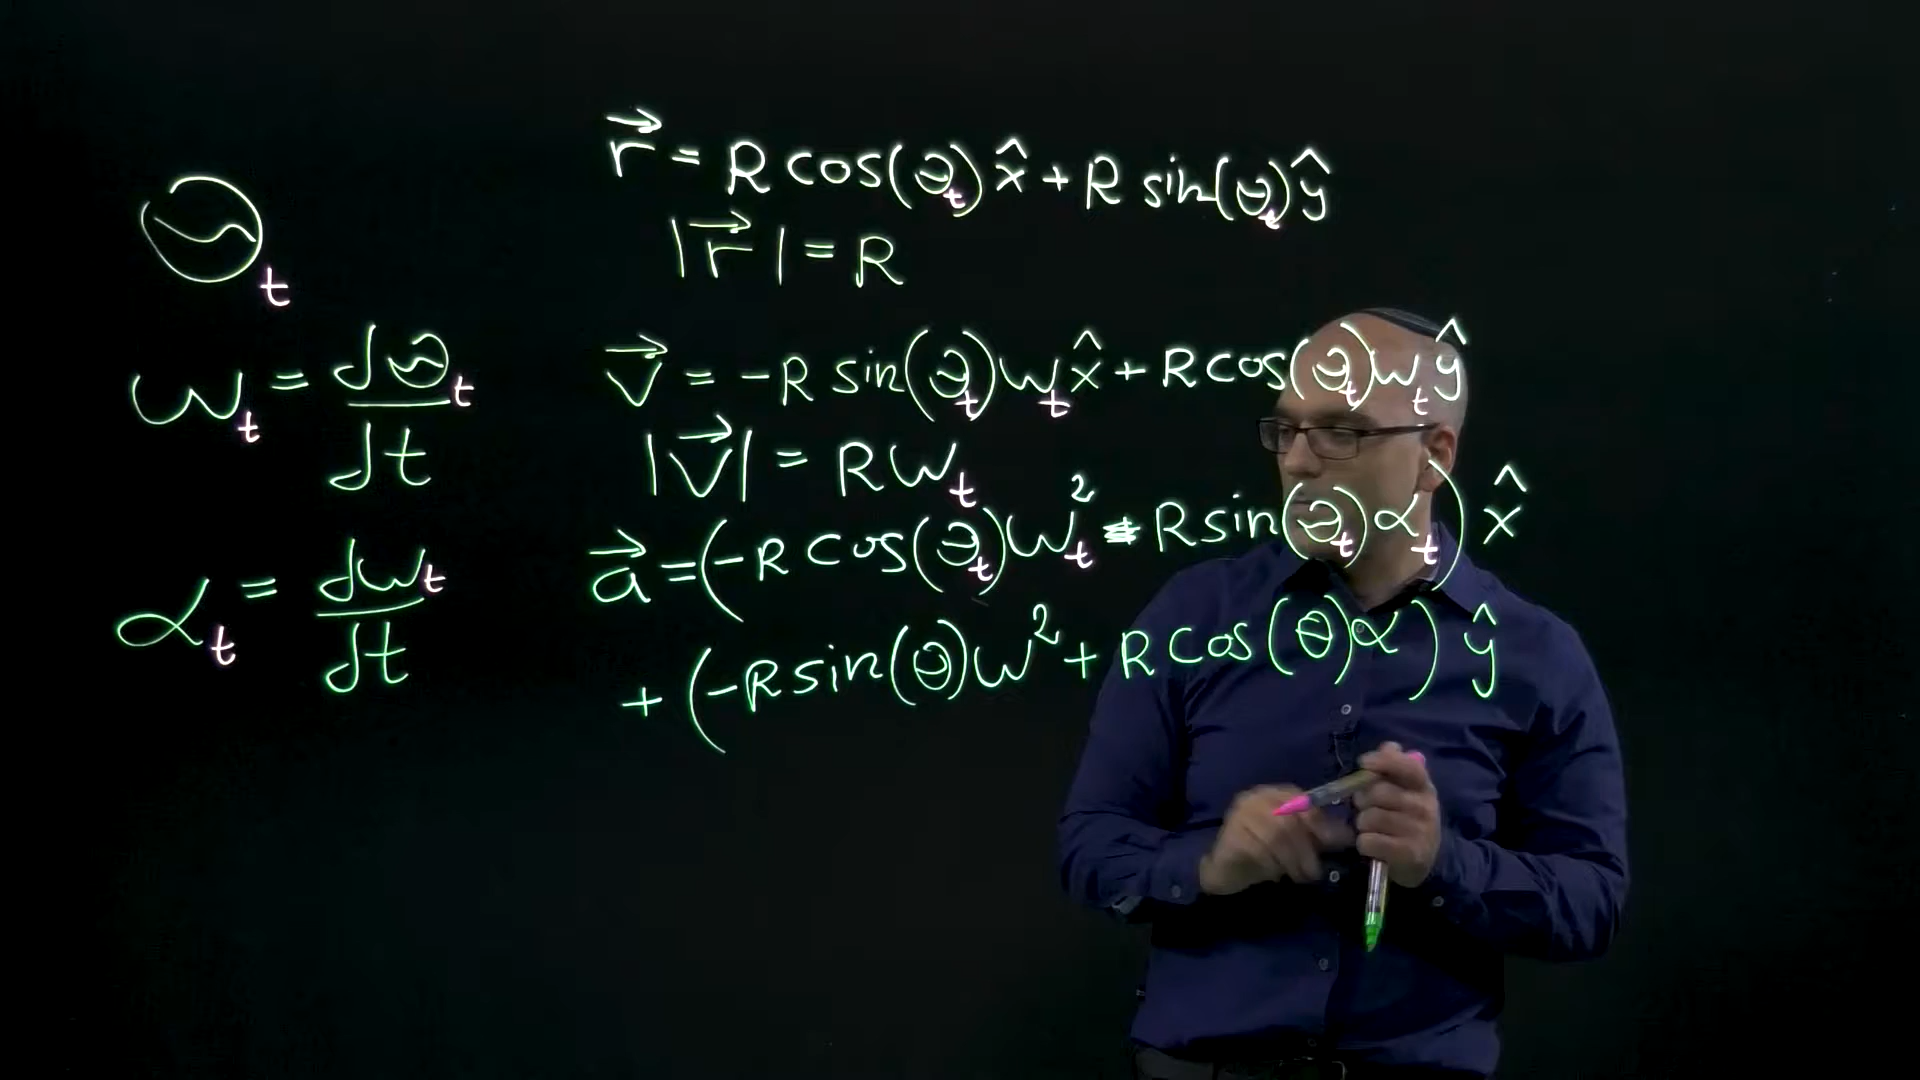 θ_t
ω_t = dθ_t/dt
α_t = dω_t/dt
r⃗ = R cos(θ_t) x̂ + R sin(θ_t) ŷ
|r⃗| = R
v⃗ = -R sin(θ_t) ω_t x̂ + R cos(θ_t) ω_t ŷ
|v⃗| = R ω_t
a⃗ = (-R cos(θ_t) ω_t² - R sin(θ_t) α_t) x̂
+ (-R sin(θ) ω² + R cos(θ) α) ŷ